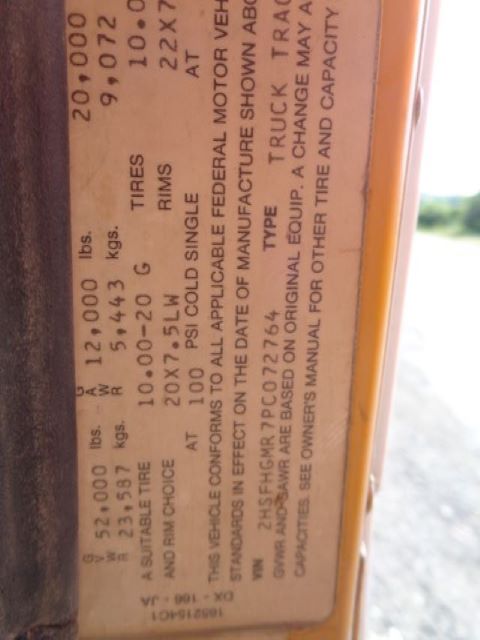 GVWR 52,000 lbs. GAWR 12,000 lbs. 20,000
23,587 kgs. 5,443 kgs. 9,072
A SUITABLE TIRE 10.00-20 G TIRES 10.0
AND RIM CHOICE 20X7.5LW RIMS 22X7
AT 100 PSI COLD SINGLE AT
THIS VEHICLE CONFORMS TO ALL APPLICABLE FEDERAL MOTOR VEH
STANDARDS IN EFFECT ON THE DATE OF MANUFACTURE SHOWN ABO
VIN 2HSFHGMR7PC072764 TYPE TRUCK TRAC
GVWR AND GAWR ARE BASED ON ORIGINAL EQUIP. A CHANGE MAY A
CAPACITIES. SEE OWNER'S MANUAL FOR OTHER TIRE AND CAPACITY
DX - 166 - JA
1652154C1